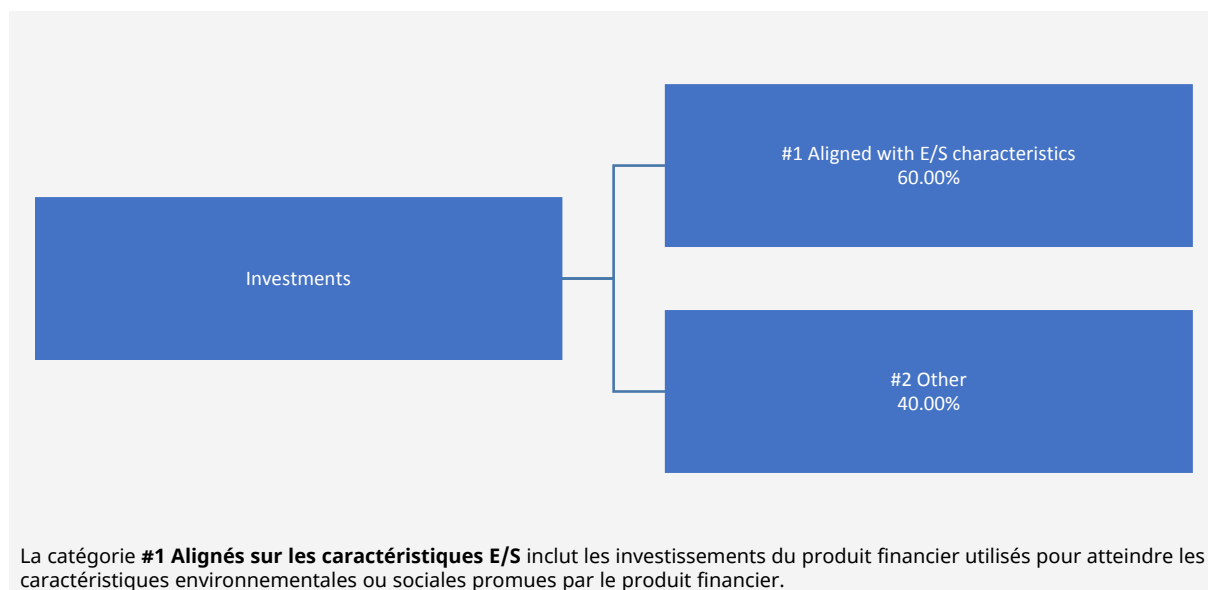 #1 Aligned with E/S characteristics
60.00%
Investments
#2 Other
40.00%
La catégorie #1 Alignés sur les caractéristiques E/S inclut les investissements du produit financier utilisés pour atteindre les
caractéristiques environnementales ou sociales promues par le produit financier.